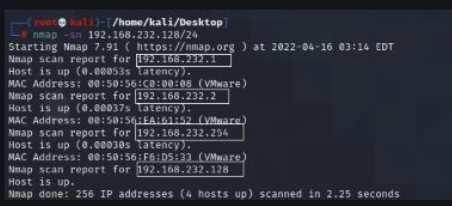 (root💀kali)-[/home/kali/Desktop]
# nmap -sn 192.168.232.128/24
Starting Nmap 7.91 ( https://nmap.org ) at 2022-04-16 03:14 EDT
Nmap scan report for 192.168.232.1
Host is up (0.00053s latency).
MAC Address: 00:50:56:C0:00:08 (VMware)
Nmap scan report for 192.168.232.2
Host is up (0.00037s latency).
MAC Address: 00:50:56:EA:61:52 (VMware)
Nmap scan report for 192.168.232.254
Host is up (0.00030s latency).
MAC Address: 00:50:56:F6:D5:33 (VMware)
Nmap scan report for 192.168.232.128
Host is up.
Nmap done: 256 IP addresses (4 hosts up) scanned in 2.25 seconds